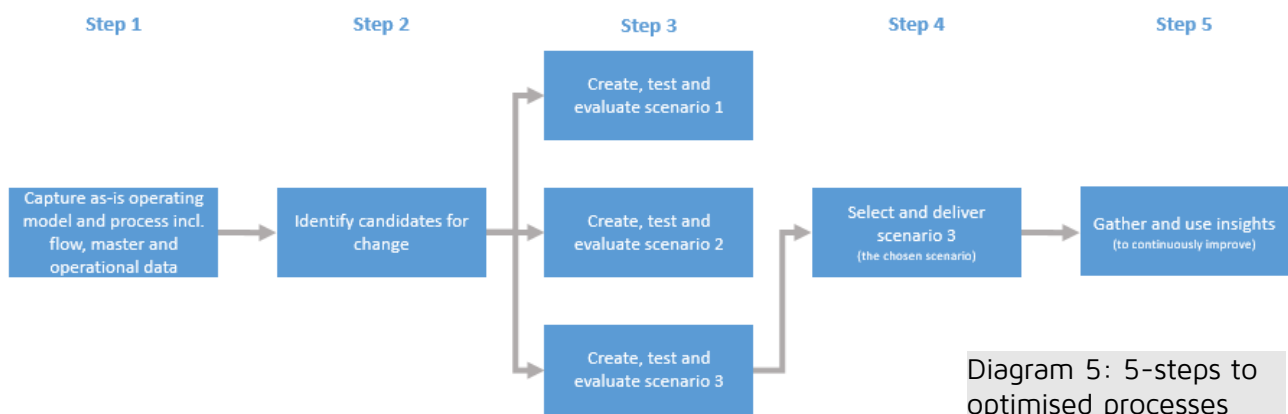 Step 1
Step 2
Step 3
Step 4
Step 5
Capture as-is operating
model and process incl.
flow, master and
operational data
Identify candidates for
change
Create, test and
evaluate scenario 1
Create, test and
evaluate scenario 2
Create, test and
evaluate scenario 3
Select and deliver
scenario 3
(the chosen scenario)
Gather and use insights
(to continuously improve)
Diagram 5: 5-steps to
optimised processes